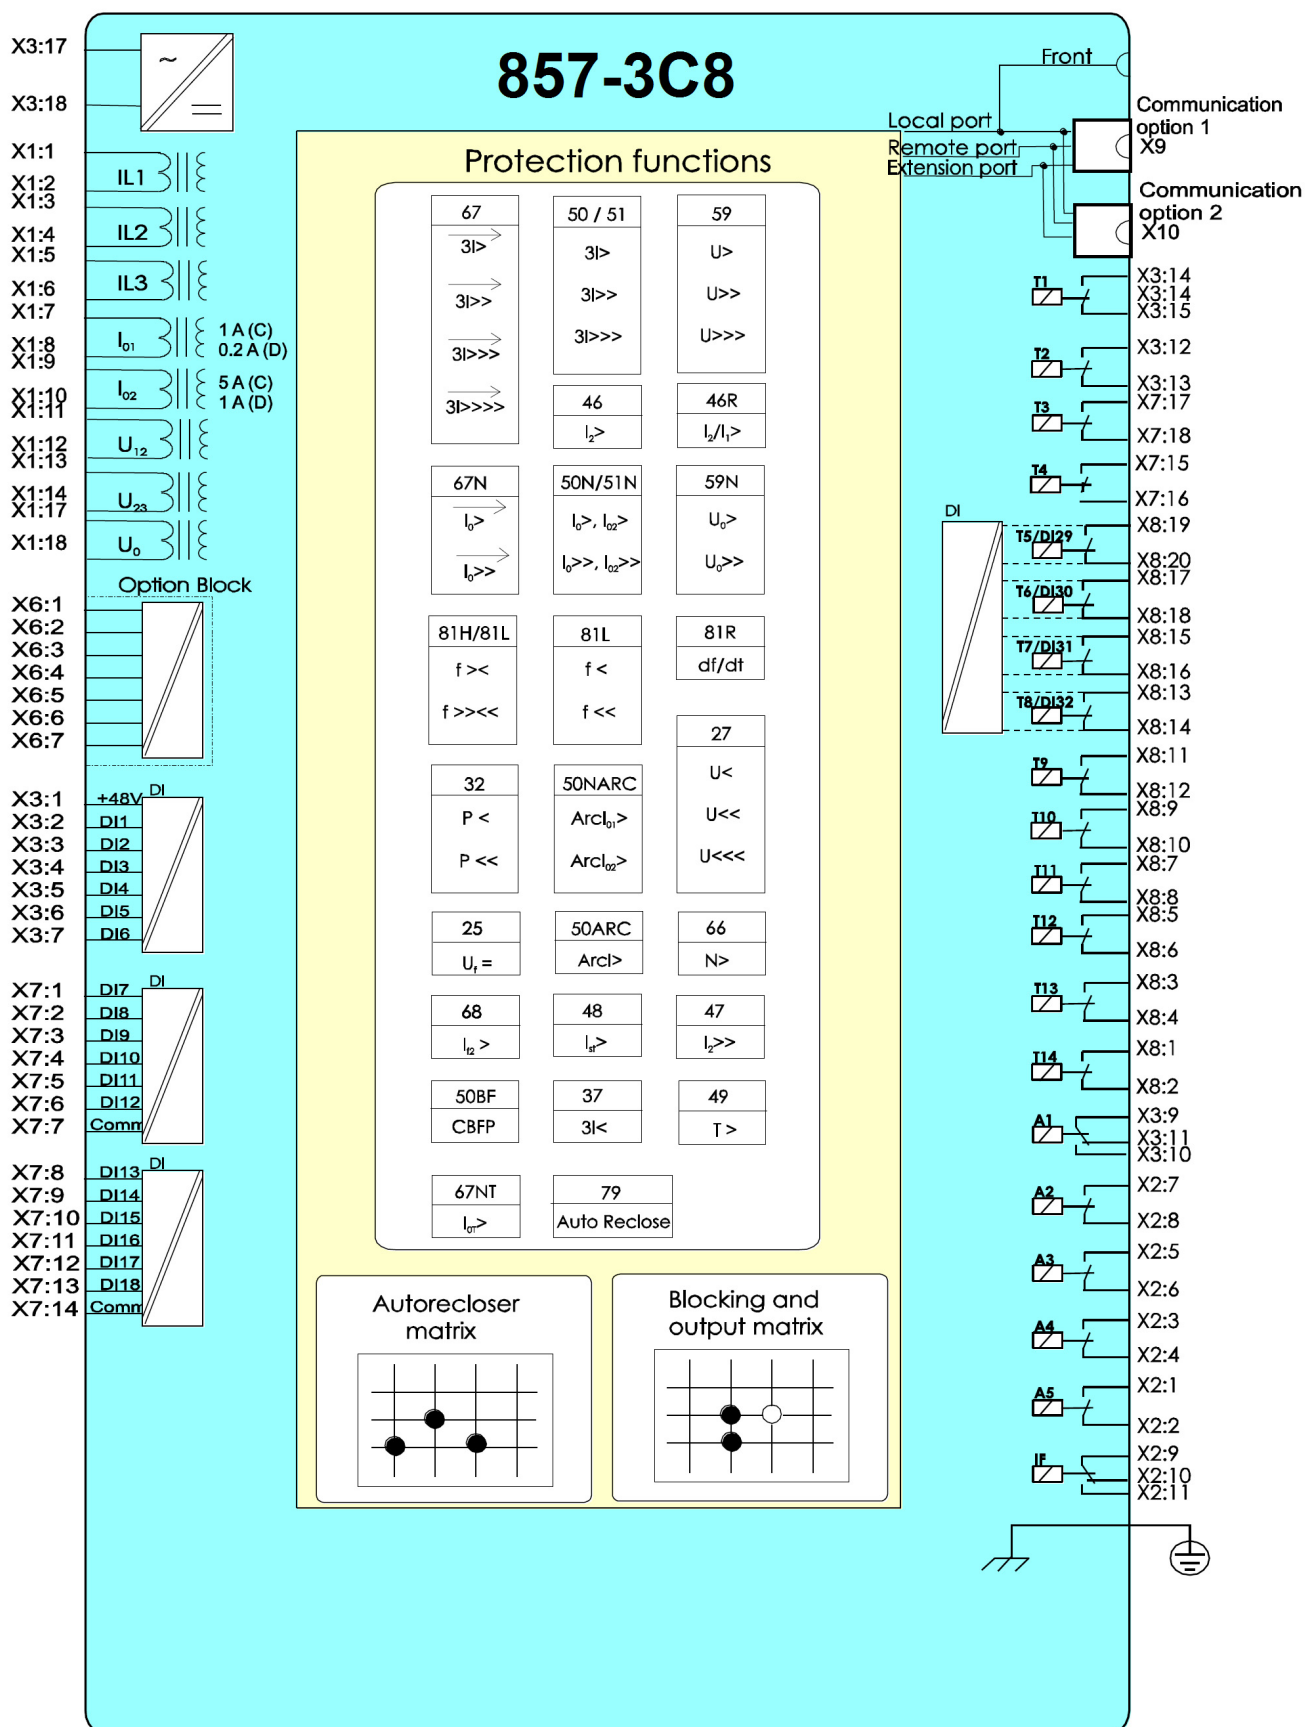 857-3C8
X3:17
X3:18
~
Front
Communication
option 1
X9
Local port
Remote port
Extension port
Communication
option 2
X10
X1:1
X1:2
IL1
X1:3
X1:4
IL2
X1:5
X1:6
IL3
X1:7
X1:8
I01
1 A (C)
0.2 A (D)
X1:9
X1:10
I02
5 A (C)
1 A (D)
X1:11
X1:12
U12
X1:13
X1:14
U23
X1:17
X1:18
U0
Option Block
X6:1
X6:2
X6:3
X6:4
X6:5
X6:6
X6:7
DI
X3:1 +48V
X3:2 DI1
X3:3 DI2
X3:4 DI3
X3:5 DI4
X3:6 DI5
X3:7 DI6
DI
X7:1 DI7
X7:2 DI8
X7:3 DI9
X7:4 DI10
X7:5 DI11
X7:6 DI12
X7:7 Comm
DI
X7:8 DI13
X7:9 DI14
X7:10 DI15
X7:11 DI16
X7:12 DI17
X7:13 DI18
X7:14 Comm
Protection functions
67
3I>
3I>>
3I>>>
3I>>>>
50 / 51
3I>
3I>>
3I>>>
59
U>
U>>
U>>>
46
I2>
46R
I2/I1>
67N
I0>
I0>>
50N/51N
I0>, I02>
I0>>, I02>>
59N
U0>
U0>>
81H/81L
f ><
f >><<
81L
f <
f <<
81R
df/dt
27
U<
U<<
U<<<
32
P <
P <<
50NARC
ArcI01>
ArcI02>
25
Uf =
50ARC
ArcI>
66
N>
68
If2 >
48
Ist>
47
I2>>
50BF
CBFP
37
3I<
49
T >
67NT
I0T>
79
Auto Reclose
Autorecloser
matrix
Blocking and
output matrix
T1
X3:14
X3:14
X3:15
T2
X3:12
X3:13
T3
X7:17
X7:18
T4
X7:15
X7:16
DI
T5/DI29
X8:19
X8:20
T6/DI30
X8:17
X8:18
T7/DI31
X8:15
X8:16
T8/DI32
X8:13
X8:14
T9
X8:11
X8:12
T10
X8:9
X8:10
T11
X8:7
X8:8
T12
X8:5
X8:6
T13
X8:3
X8:4
T14
X8:1
X8:2
A1
X3:9
X3:11
X3:10
A2
X2:7
X2:8
A3
X2:5
X2:6
A4
X2:3
X2:4
A5
X2:1
X2:2
IF
X2:9
X2:10
X2:11